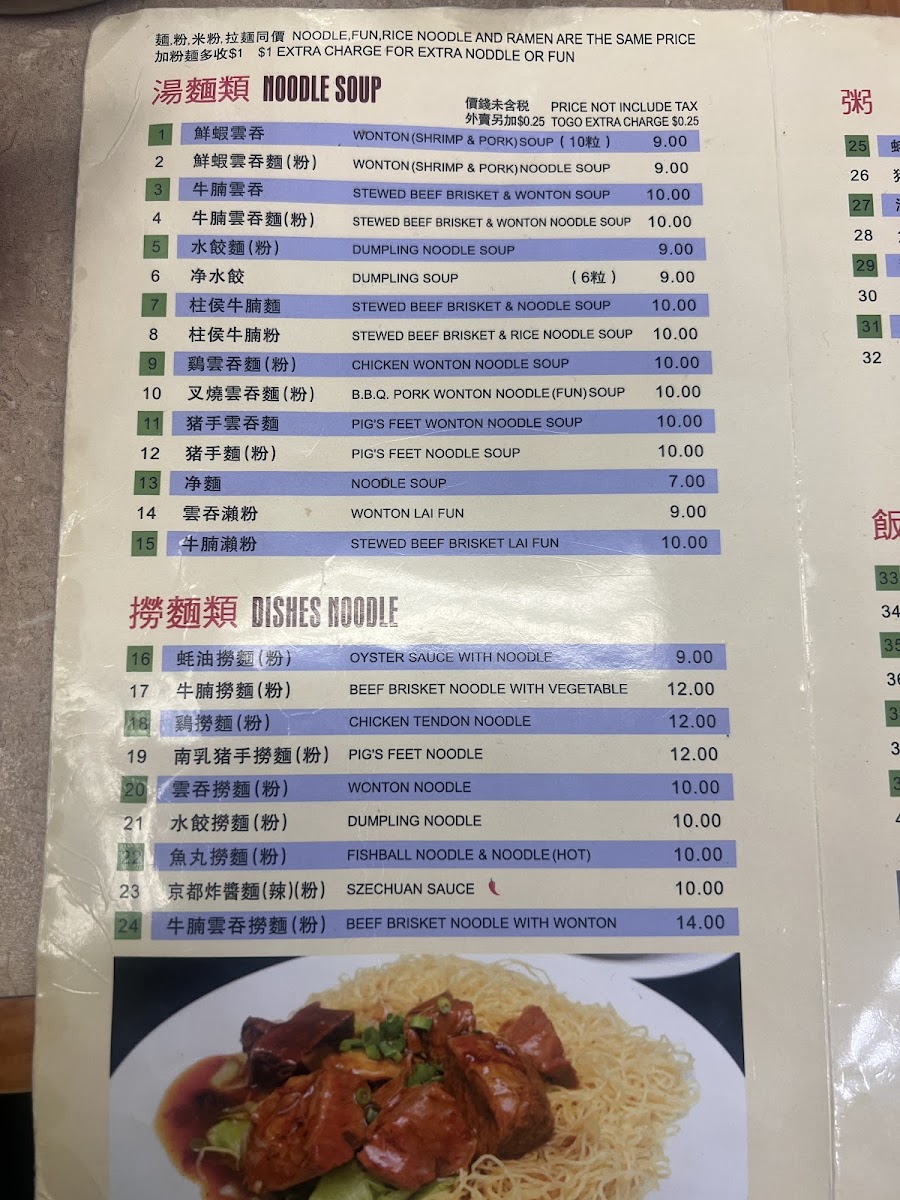 麵,粉,米粉,拉麵同價 NOODLE,FUN,RICE NOODLE AND RAMEN ARE THE SAME PRICE
加粉麵多收$1 $1 EXTRA CHARGE FOR EXTRA NODDLE OR FUN
湯麵類 NOODLE SOUP
價錢未含税 PRICE NOT INCLUDE TAX
外賣另加$0.25 TOGO EXTRA CHARGE $0.25
1 鮮蝦雲吞 WONTON(SHRIMP & PORK)SOUP (10粒) 9.00
2 鮮蝦雲吞麵(粉) WONTON(SHRIMP & PORK)NOODLE SOUP 9.00
3 牛腩雲吞 STEWED BEEF BRISKET & WONTON SOUP 10.00
4 牛腩雲吞麵(粉) STEWED BEEF BRISKET & WONTON NOODLE SOUP 10.00
5 水餃麵(粉) DUMPLING NOODLE SOUP 9.00
6 净水餃 DUMPLING SOUP (6粒) 9.00
7 柱侯牛腩麵 STEWED BEEF BRISKET & NOODLE SOUP 10.00
8 柱侯牛腩粉 STEWED BEEF BRISKET & RICE NOODLE SOUP 10.00
9 鷄雲吞麵(粉) CHICKEN WONTON NOODLE SOUP 10.00
10 叉燒雲吞麵(粉) B.B.Q. PORK WONTON NOODLE(FUN)SOUP 10.00
11 猪手雲吞麵 PIG'S FEET WONTON NOODLE SOUP 10.00
12 猪手麵(粉) PIG'S FEET NOODLE SOUP 10.00
13 净麵 NOODLE SOUP 7.00
14 雲吞瀨粉 WONTON LAI FUN 9.00
15 牛腩瀨粉 STEWED BEEF BRISKET LAI FUN 10.00
撈麵類 DISHES NOODLE
16 蚝油撈麵(粉) OYSTER SAUCE WITH NOODLE 9.00
17 牛腩撈麵(粉) BEEF BRISKET NOODLE WITH VEGETABLE 12.00
18 鷄撈麵(粉) CHICKEN TENDON NOODLE 12.00
19 南乳猪手撈麵(粉) PIG'S FEET NOODLE 12.00
20 雲吞撈麵(粉) WONTON NOODLE 10.00
21 水餃撈麵(粉) DUMPLING NOODLE 10.00
22 魚丸撈麵(粉) FISHBALL NOODLE & NOODLE(HOT) 10.00
23 京都炸醬麵(辣)(粉) SZECHUAN SAUCE 10.00
24 牛腩雲吞撈麵(粉) BEEF BRISKET NOODLE WITH WONTON 14.00
粥
25
26
27
28
29
30
31
32
飯
33
34
35